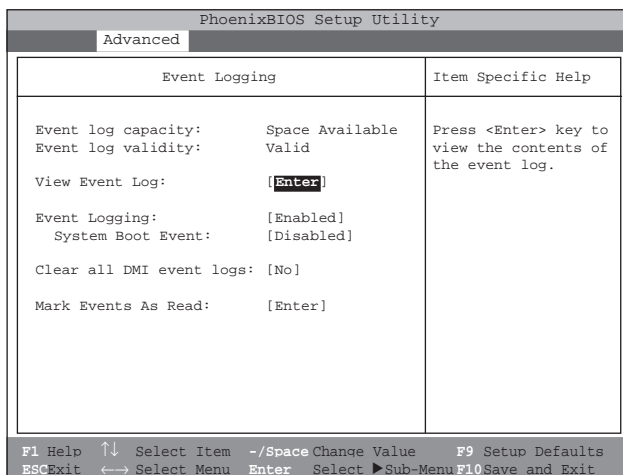 PhoenixBIOS Setup Utility
Advanced
Event Logging
Item Specific Help
Event log capacity: Space Available
Event log validity: Valid
View Event Log: [Enter]
Event Logging: [Enabled]
System Boot Event: [Disabled]
Clear all DMI event logs: [No]
Mark Events As Read: [Enter]
Press <Enter> key to
view the contents of
the event log.
F1 Help ↑↓ Select Item -/Space Change Value F9 Setup Defaults
ESC Exit ←→ Select Menu Enter Select ▶Sub-Menu F10 Save and Exit